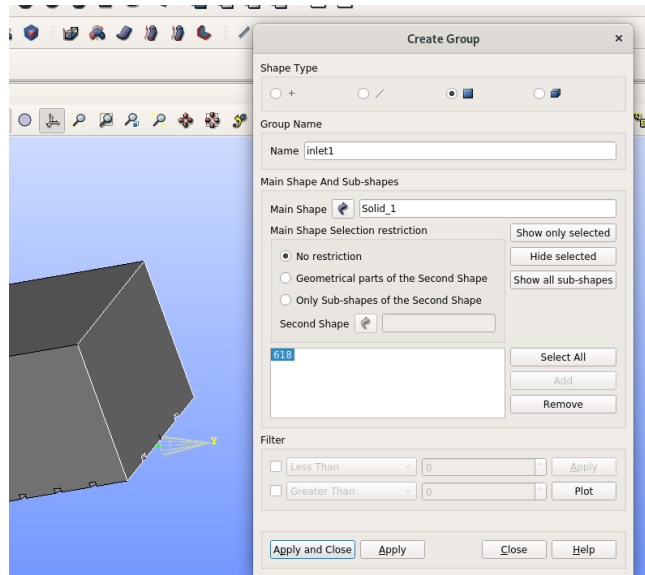 Create Group
Shape Type
Group Name
Name inlet1
Main Shape And Sub-shapes
Main Shape Solid_1
Main Shape Selection restriction
Show only selected
No restriction
Hide selected
Geometrical parts of the Second Shape
Show all sub-shapes
Only Sub-shapes of the Second Shape
Second Shape
618
Select All
Add
Remove
Filter
Less Than 0 Apply
Greater Than 0 Plot
Apply and Close Apply Close Help
Y